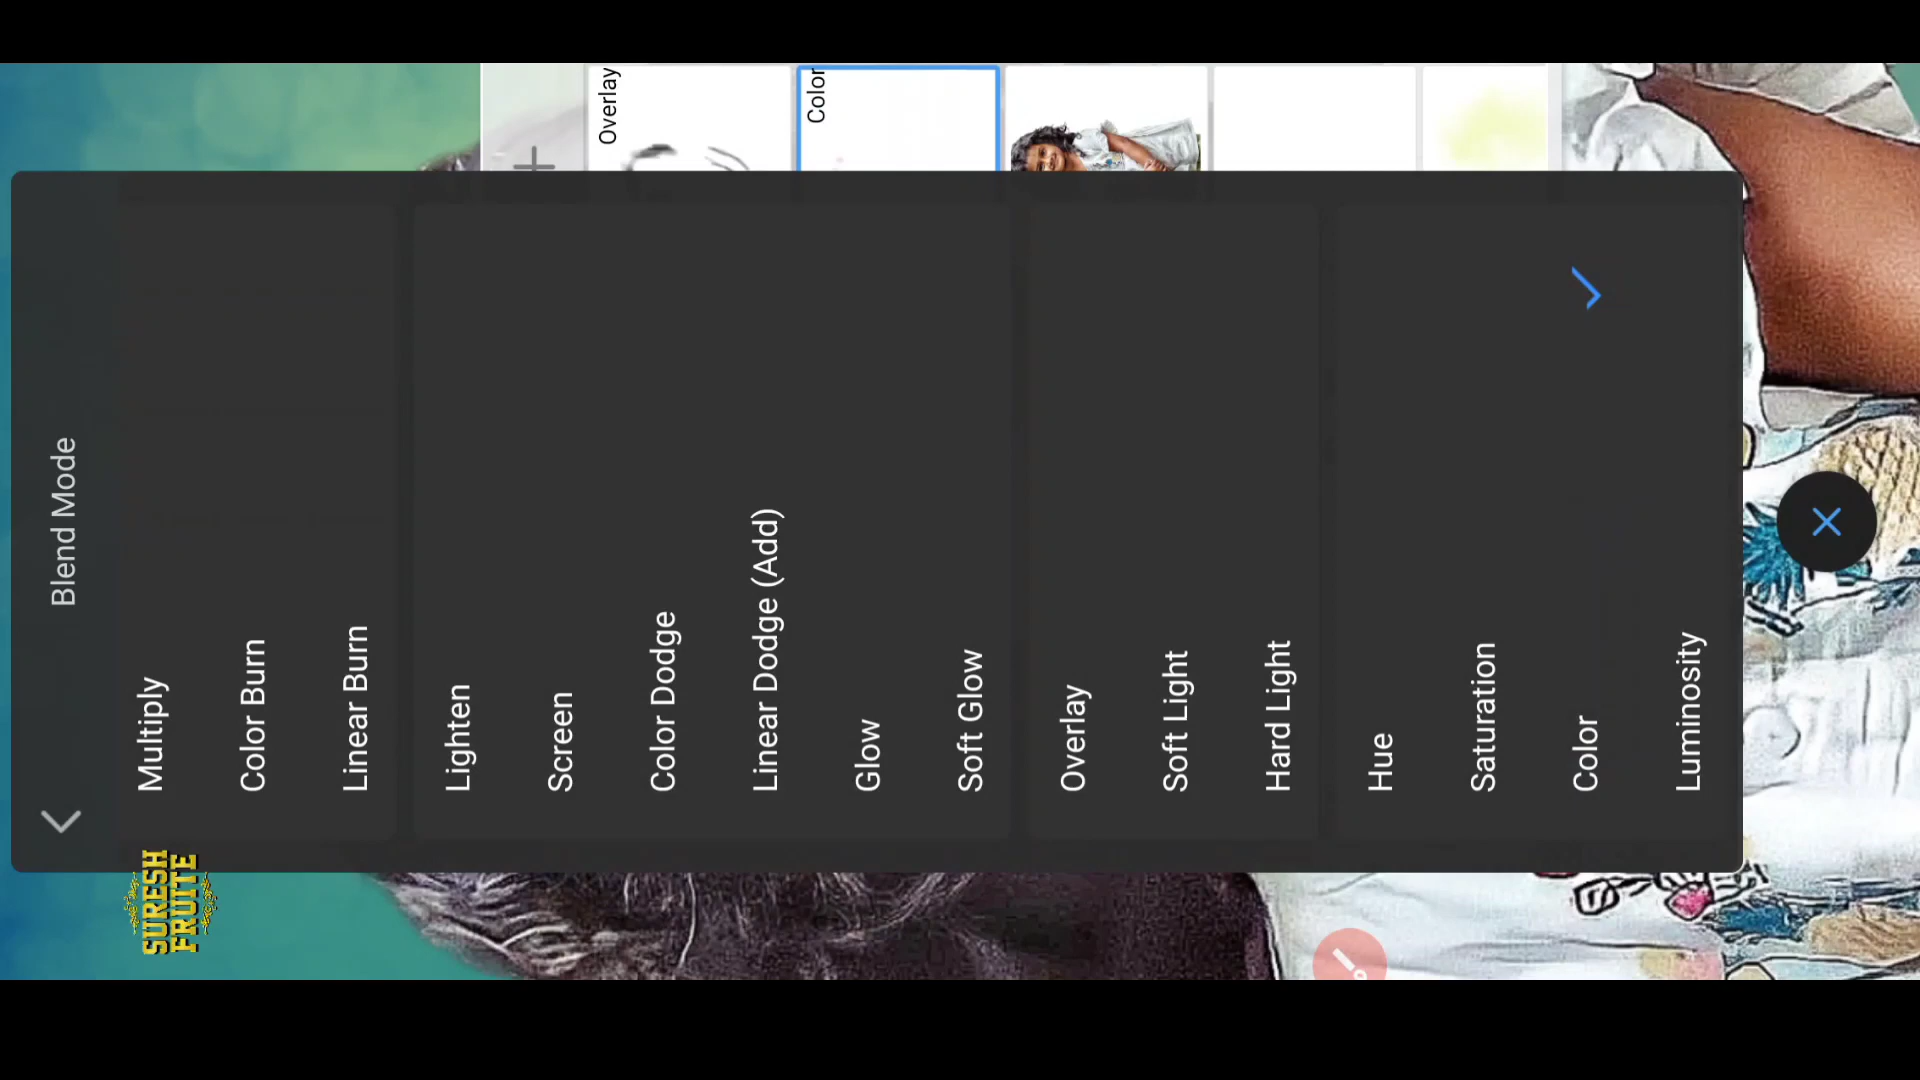 Overlay
Color
Blend Mode
Multiply
Color Burn
Linear Burn
Lighten
Screen
Color Dodge
Linear Dodge (Add)
Glow
Soft Glow
Overlay
Soft Light
Hard Light
Hue
Saturation
Color
Luminosity
SURESH
FRUITE